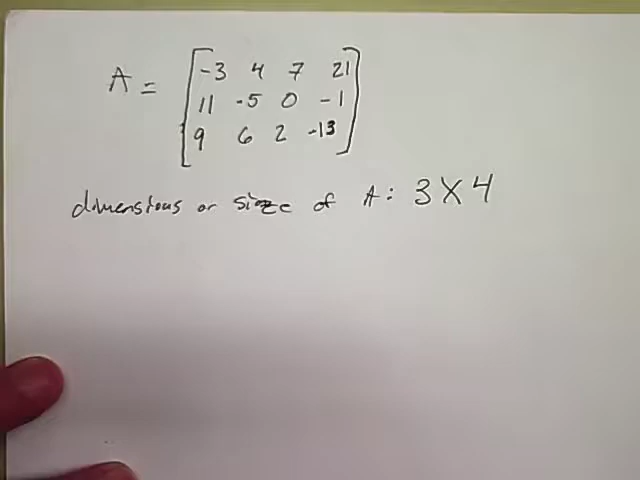 A = [-3 4 7 21
11 -5 0 -1
9 6 2 -13]
dimensions or size of A: 3 X 4